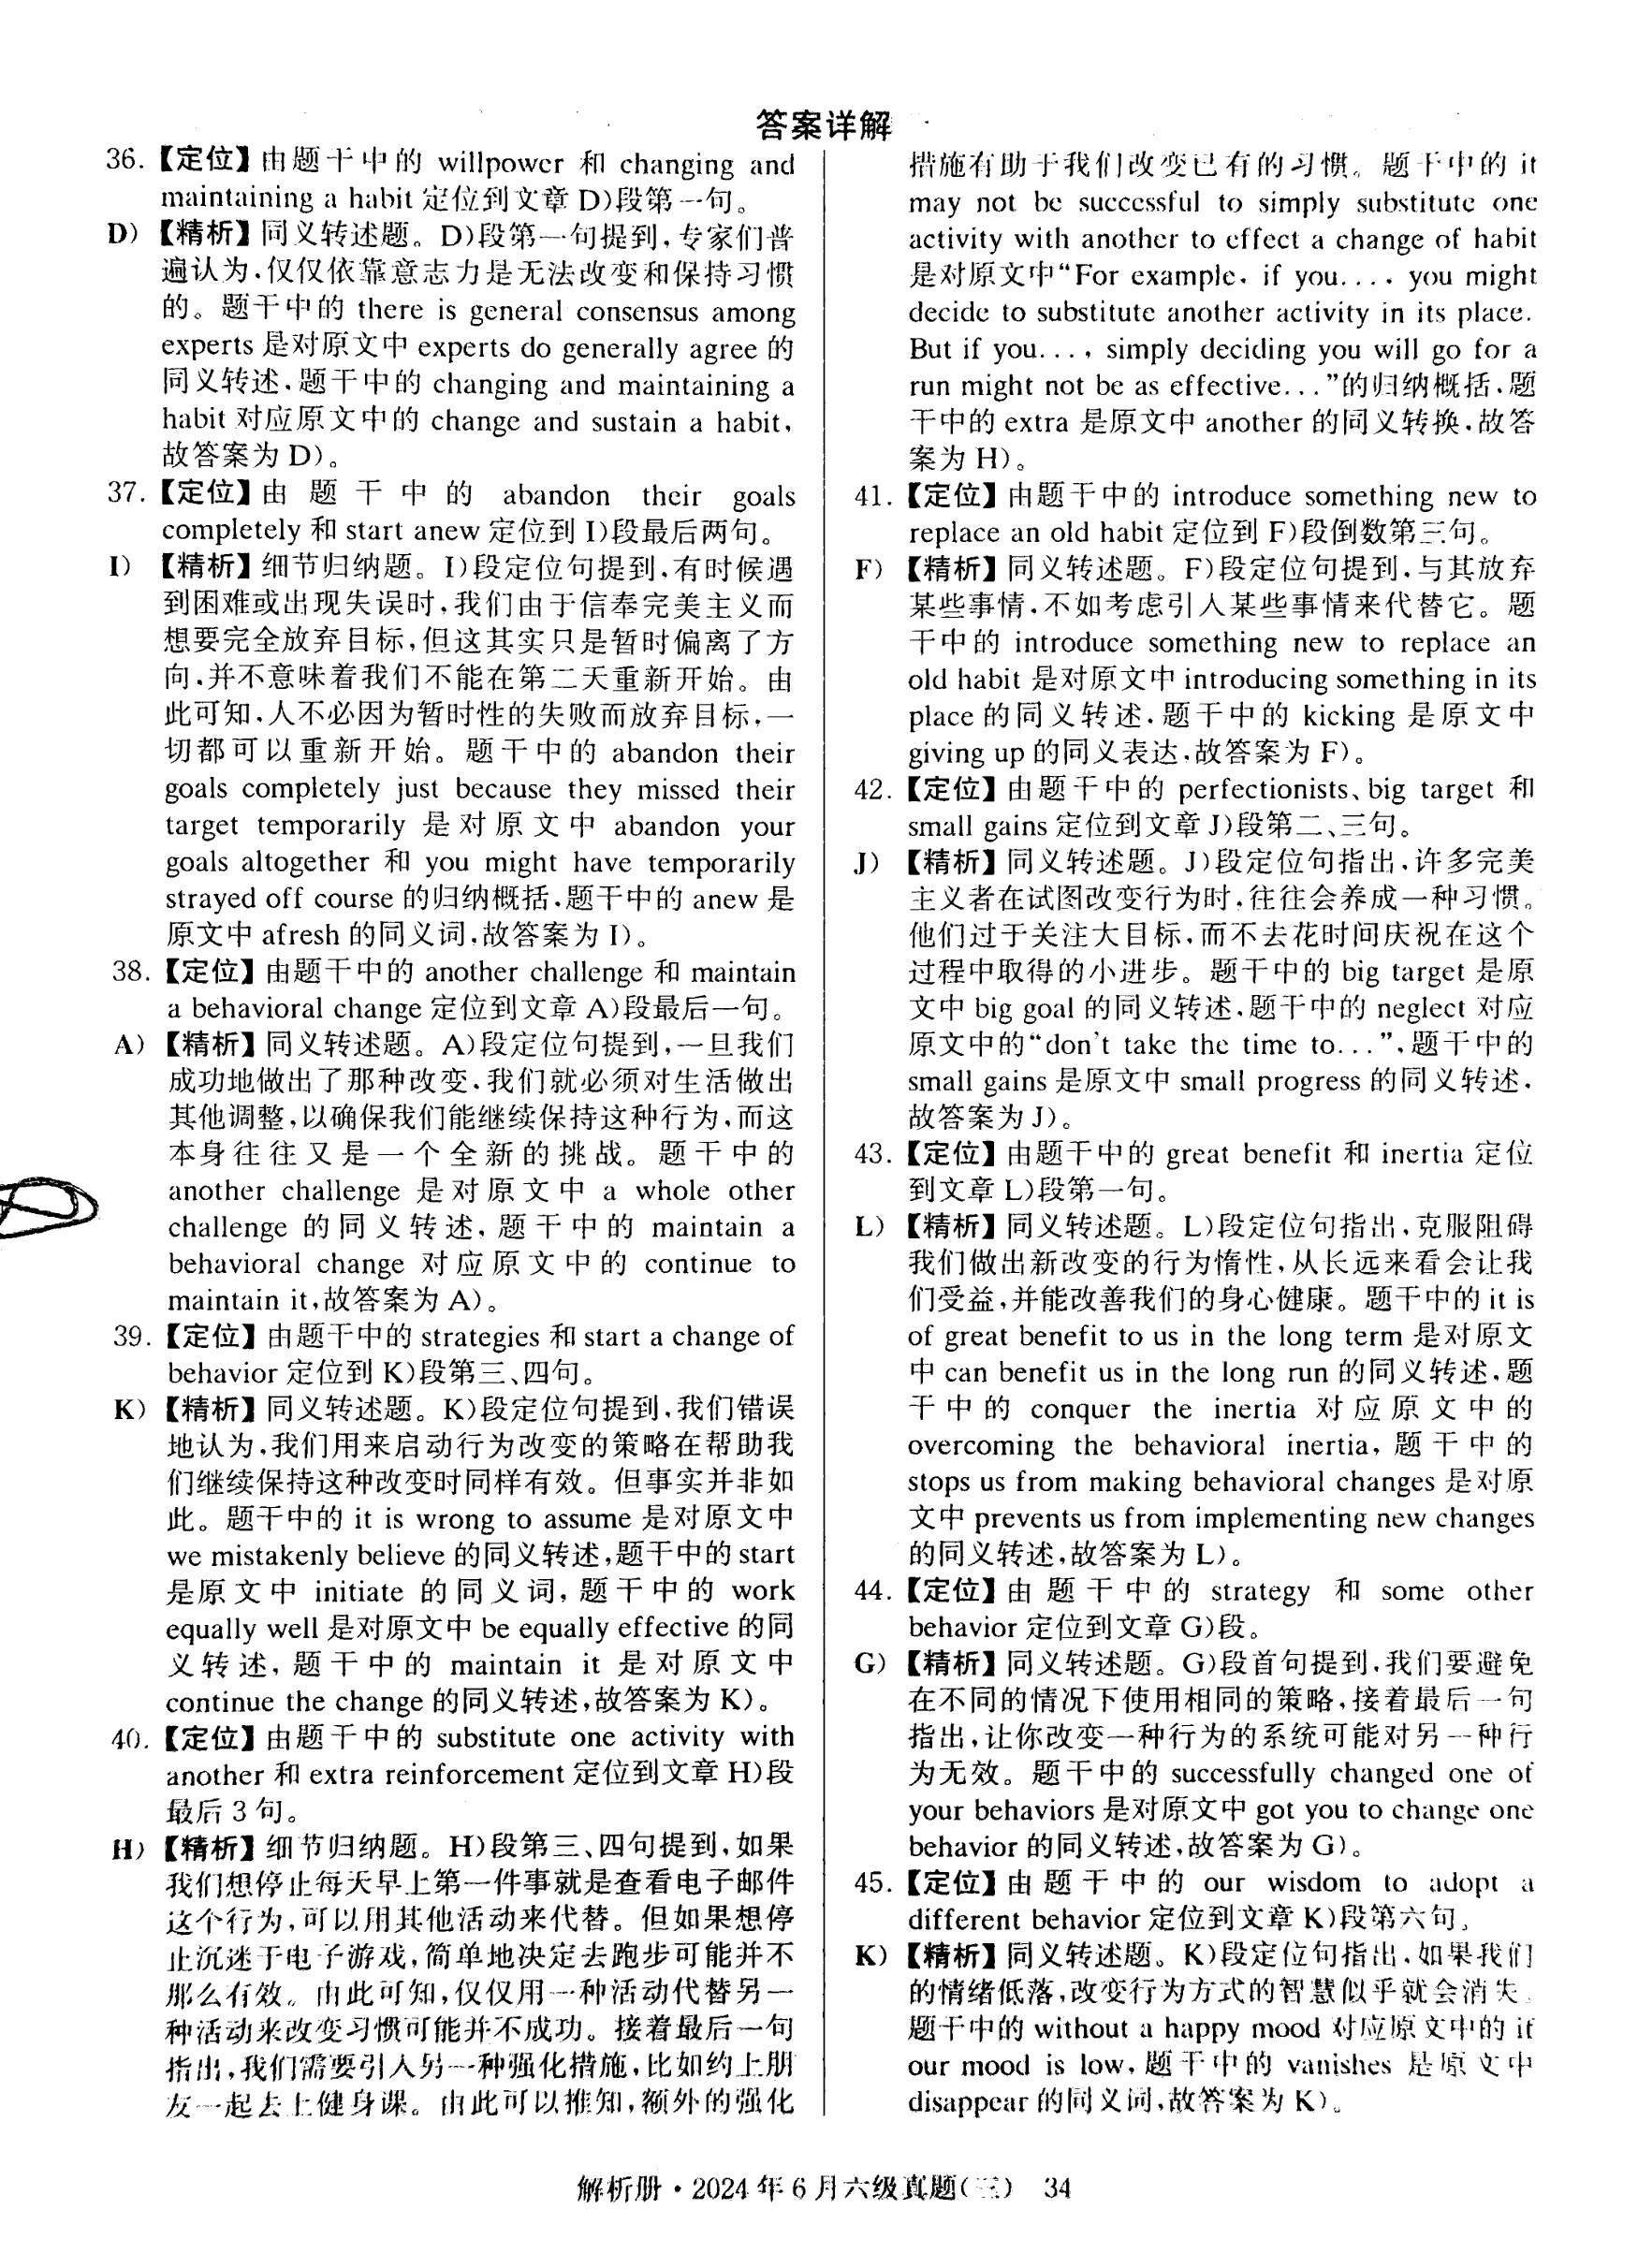 答案详解
36.【定位】由题干中的 willpower 和 changing and
maintaining a habit 定位到文章 D)段第一句。
D) 【精析】同义转述题。D)段第一句提到,专家们普
遍认为,仅仅依靠意志力是无法改变和保持习惯
的。题干中的 there is general consensus among
experts 是对原文中 experts do generally agree 的
同义转述,题干中的 changing and maintaining a
habit 对应原文中的 change and sustain a habit,
故答案为 D)。
37.【定位】由题干中的 abandon their goals
completely 和 start anew 定位到 I)段最后两句。
I) 【精析】细节归纳题。I)段定位句提到,有时候遇
到困难或出现失误时,我们由于信奉完美主义而
想要完全放弃目标,但这其实只是暂时偏离了方
向,并不意味着我们不能在第二天重新开始。由
此可知,人不必因为暂时性的失败而放弃目标,一
切都可以重新开始。题干中的 abandon their
goals completely just because they missed their
target temporarily 是对原文中 abandon your
goals altogether 和 you might have temporarily
strayed off course 的归纳概括,题干中的 anew 是
原文中 afresh 的同义词,故答案为 I)。
38.【定位】由题干中的 another challenge 和 maintain
a behavioral change 定位到文章 A)段最后一句。
A) 【精析】同义转述题。A)段定位句提到,一旦我们
成功地做出了那种改变,我们就必须对生活做出
其他调整,以确保我们能继续保持这种行为,而这
本身往往又是一个全新的挑战。题干中的
another challenge 是对原文中 a whole other
challenge 的同义转述,题干中的 maintain a
behavioral change 对应原文中的 continue to
maintain it,故答案为 A)。
39.【定位】由题干中的 strategies 和 start a change of
behavior 定位到 K)段第三、四句。
K) 【精析】同义转述题。K)段定位句提到,我们错误
地认为,我们用来启动行为改变的策略在帮助我
们继续保持这种改变时同样有效。但事实并非如
此。题干中的 it is wrong to assume 是对原文中
we mistakenly believe 的同义转述,题干中的 start
是原文中 initiate 的同义词,题干中的 work
equally well 是对原文中 be equally effective 的同
义转述,题干中的 maintain it 是对原文中
continue the change 的同义转述,故答案为 K)。
40.【定位】由题干中的 substitute one activity with
another 和 extra reinforcement 定位到文章 H)段
最后 3 句。
H) 【精析】细节归纳题。H)段第三、四句提到,如果
我们想停止每天早上第一件事就是查看电子邮件
这个行为,可以用其他活动来代替。但如果想停
止沉迷于电子游戏,简单地决定去跑步可能并不
那么有效。由此可知,仅仅用一种活动代替另一
种活动来改变习惯可能并不成功。接着最后一句
指出,我们需要引入另一种强化措施,比如约上朋
友一起去上健身课。由此可以推知,额外的强化
措施有助于我们改变已有的习惯。题干中的 it
may not be successful to simply substitute one
activity with another to effect a change of habit
是对原文中“For example, if you..., you might
decide to substitute another activity in its place.
But if you..., simply deciding you will go for a
run might not be as effective...”的归纳概括,题
干中的 extra 是原文中 another 的同义转换,故答
案为 H)。
41.【定位】由题干中的 introduce something new to
replace an old habit 定位到 F)段倒数第三句。
F) 【精析】同义转述题。F)段定位句提到,与其放弃
某些事情,不如考虑引入某些事情来代替它。题
干中的 introduce something new to replace an
old habit 是对原文中 introducing something in its
place 的同义转述,题干中的 kicking 是原文中
giving up 的同义表达,故答案为 F)。
42.【定位】由题干中的 perfectionists、big target 和
small gains 定位到文章 J)段第二、三句。
J) 【精析】同义转述题。J)段定位句指出,许多完美
主义者在试图改变行为时,往往会养成一种习惯。
他们过于关注大目标,而不去花时间庆祝在这个
过程中取得的小进步。题干中的 big target 是原
文中 big goal 的同义转述,题干中的 neglect 对应
原文中的“don't take the time to...”,题干中的
small gains 是原文中 small progress 的同义转述,
故答案为 J)。
43.【定位】由题干中的 great benefit 和 inertia 定位
到文章 L)段第一句。
L) 【精析】同义转述题。L)段定位句指出,克服阻碍
我们做出新改变的行为惰性,从长远来看会让我
们受益,并能改善我们的身心健康。题干中的 it is
of great benefit to us in the long term 是对原文
中 can benefit us in the long run 的同义转述,题
干中的 conquer the inertia 对应原文中的
overcoming the behavioral inertia,题干中的
stops us from making behavioral changes 是对原
文中 prevents us from implementing new changes
的同义转述,故答案为 L)。
44.【定位】由题干中的 strategy 和 some other
behavior 定位到文章 G)段。
G) 【精析】同义转述题。G)段首句提到,我们要避免
在不同的情况下使用相同的策略,接着最后一句
指出,让你改变一种行为的系统可能对另一种行
为无效。题干中的 successfully changed one of
your behaviors 是对原文中 got you to change one
behavior 的同义转述,故答案为 G)。
45.【定位】由题干中的 our wisdom to adopt a
different behavior 定位到文章 K)段第六句。
K) 【精析】同义转述题。K)段定位句指出,如果我们
的情绪低落,改变行为方式的智慧似乎就会消失。
题干中的 without a happy mood 对应原文中的 if
our mood is low,题干中的 vanishes 是原文中
disappear 的同义词,故答案为 K)。
解析册·2024 年 6 月六级真题(三) 34